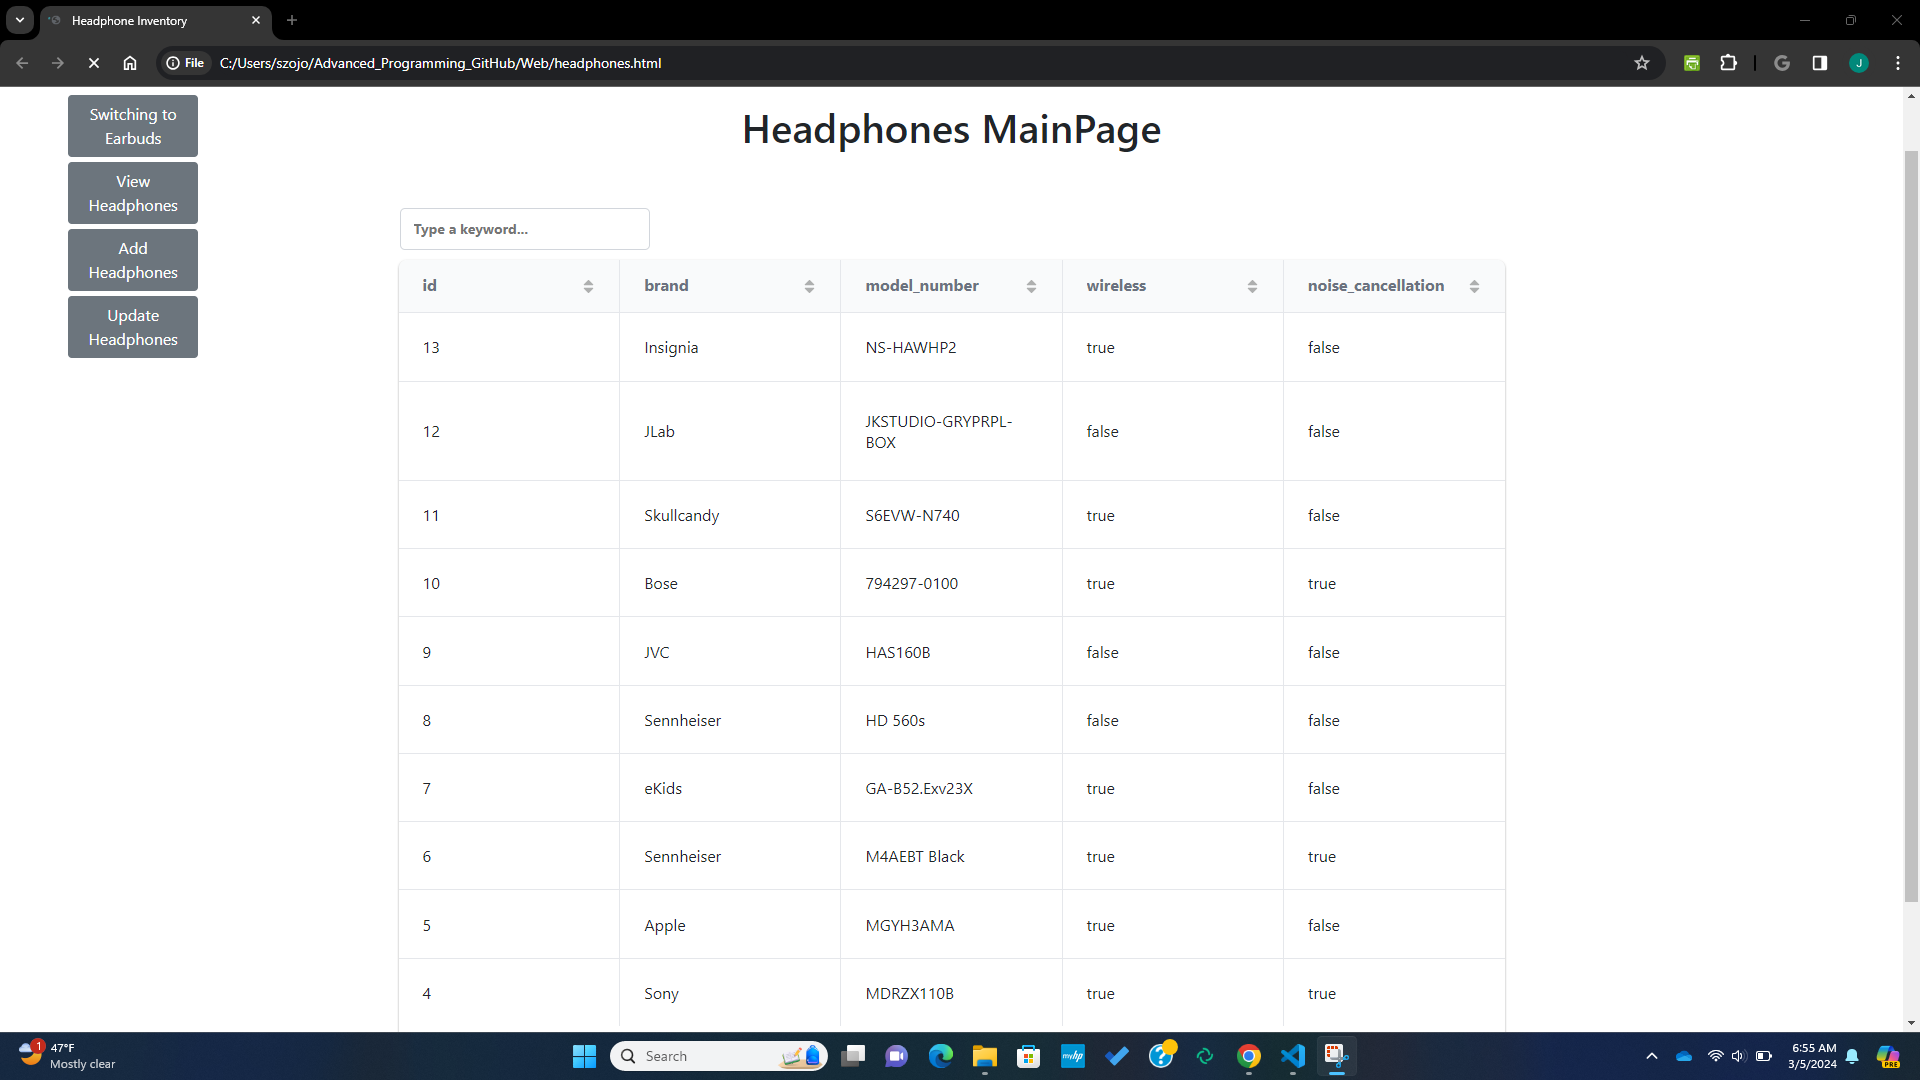 Headphone Inventory
File C:/Users/szojo/Advanced_Programming_GitHub/Web/headphones.html
J
Switching to
Earbuds
View
Headphones
Add
Headphones
Update
Headphones
Headphones MainPage
Type a keyword...
id brand model_number wireless noise_cancellation
13 Insignia NS-HAWHP2 true false
12 JLab JKSTUDIO-GRYPRPL-
BOX false false
11 Skullcandy S6EVW-N740 true false
10 Bose 794297-0100 true true
9 JVC HAS160B false false
8 Sennheiser HD 560s false false
7 eKids GA-B52.Exv23X true false
6 Sennheiser M4AEBT Black true true
5 Apple MGYH3AMA true false
4 Sony MDRZX110B true true
1
47°F
Mostly clear
Search
myhp
6:55 AM
3/5/2024
PRE